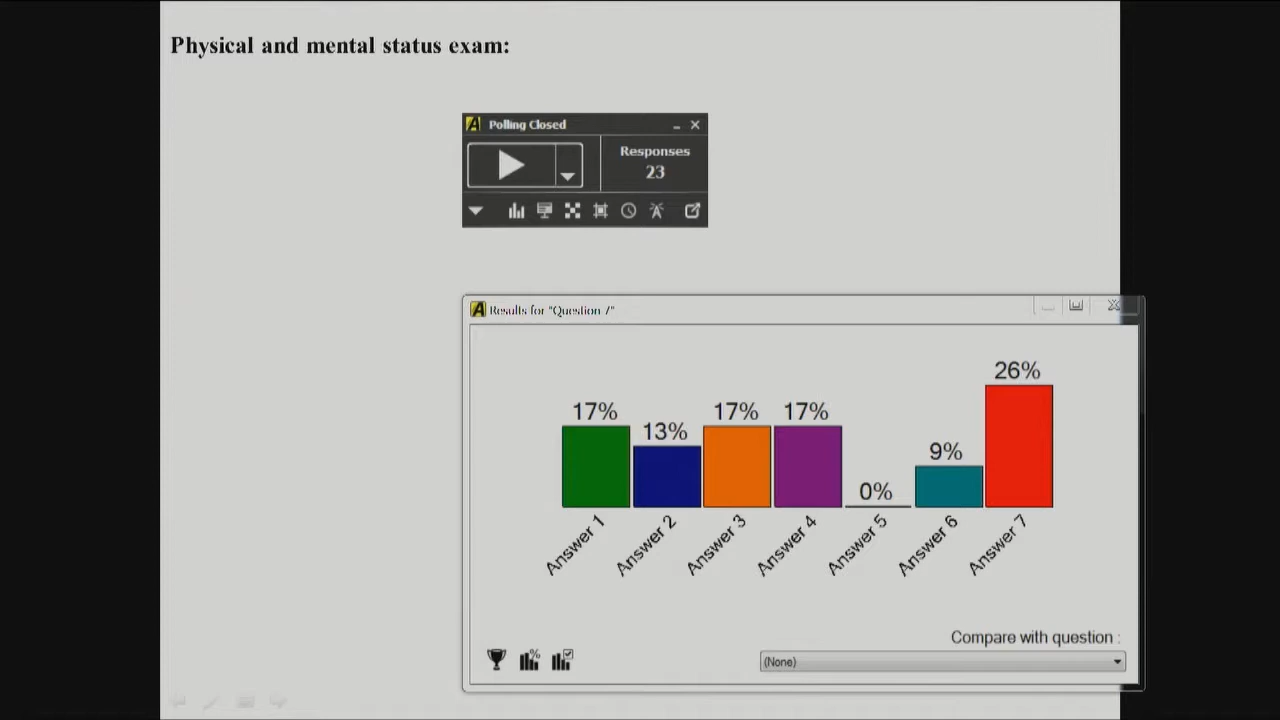 Physical and mental status exam:
Polling Closed
Responses
23
Results for "Question 7"
26%
17%
17%
17%
13%
9%
0%
Answer 1
Answer 2
Answer 3
Answer 4
Answer 5
Answer 6
Answer 7
Compare with question :
(None)